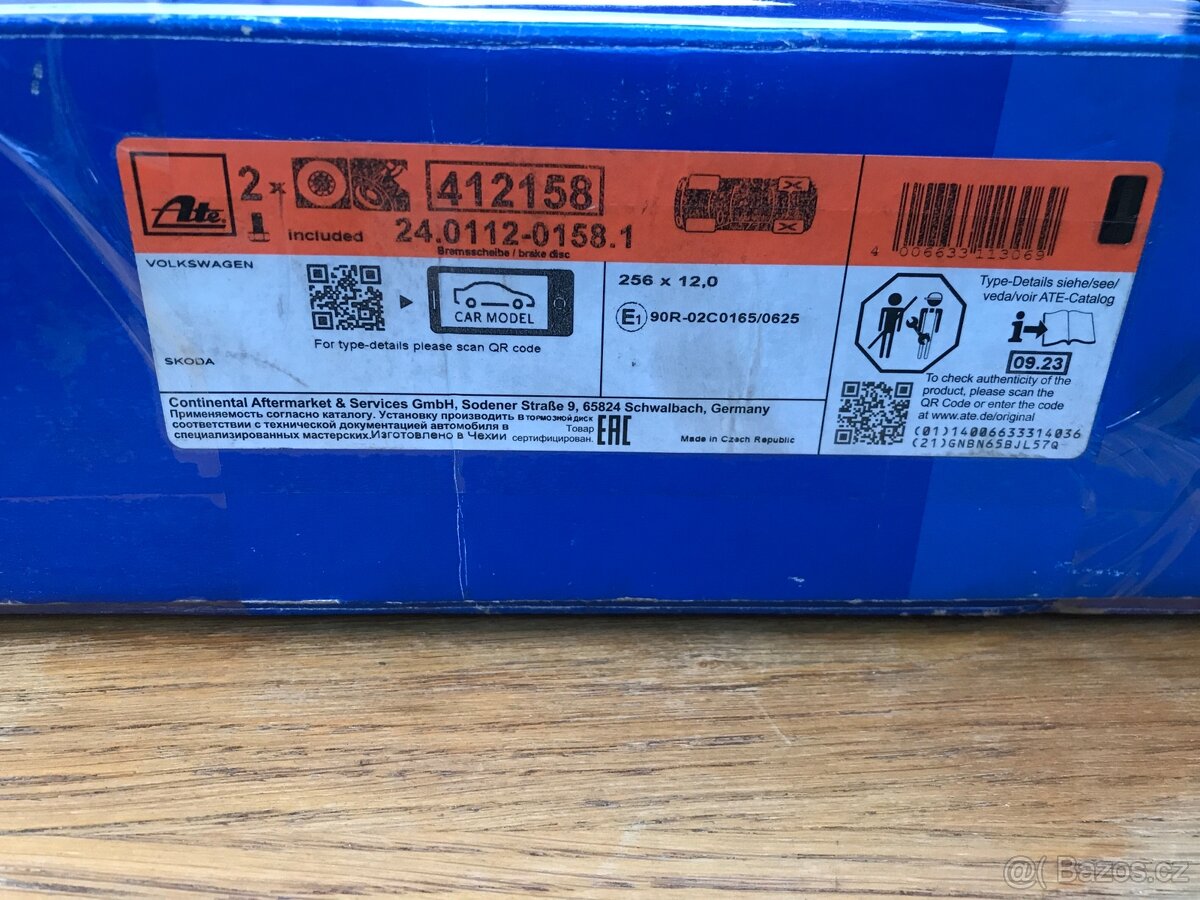 Ate.
2x
412158
included
24.0112-0158.1
Bremsscheibe / brake disc
4 006633 113069
VOLKSWAGEN
SKODA
CAR MODEL
For type-details please scan QR code
256 x 12,0
E1 90R-02C0165/0625
Type-Details siehe/see/
veda/voir ATE-Catalog
i
09.23
To check authenticity of the
product, please scan the
QR Code or enter the code
at www.ate.de/original
(01)14006633314036
(21)GNBN6SBJL57Q
Continental Aftermarket & Services GmbH, Sodener Straße 9, 65824 Schwalbach, Germany
Применяемость согласно каталогу. Установку производить в ТОРМОЗНОЙ ДИСК
соответствии с технической документацией автомобиля в Товар
специализированных мастерских. Изготовлено в Чехии сертифицирован. EAC
Made in Czech Republic
@( Bazos.cz